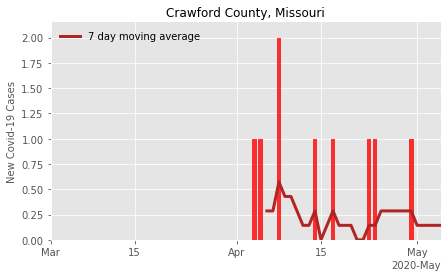 Crawford County, Missouri
7 day moving average
New Covid-19 Cases
2.00
1.75
1.50
1.25
1.00
0.75
0.50
0.25
0.00
Mar 15 Apr 15 May
2020-May